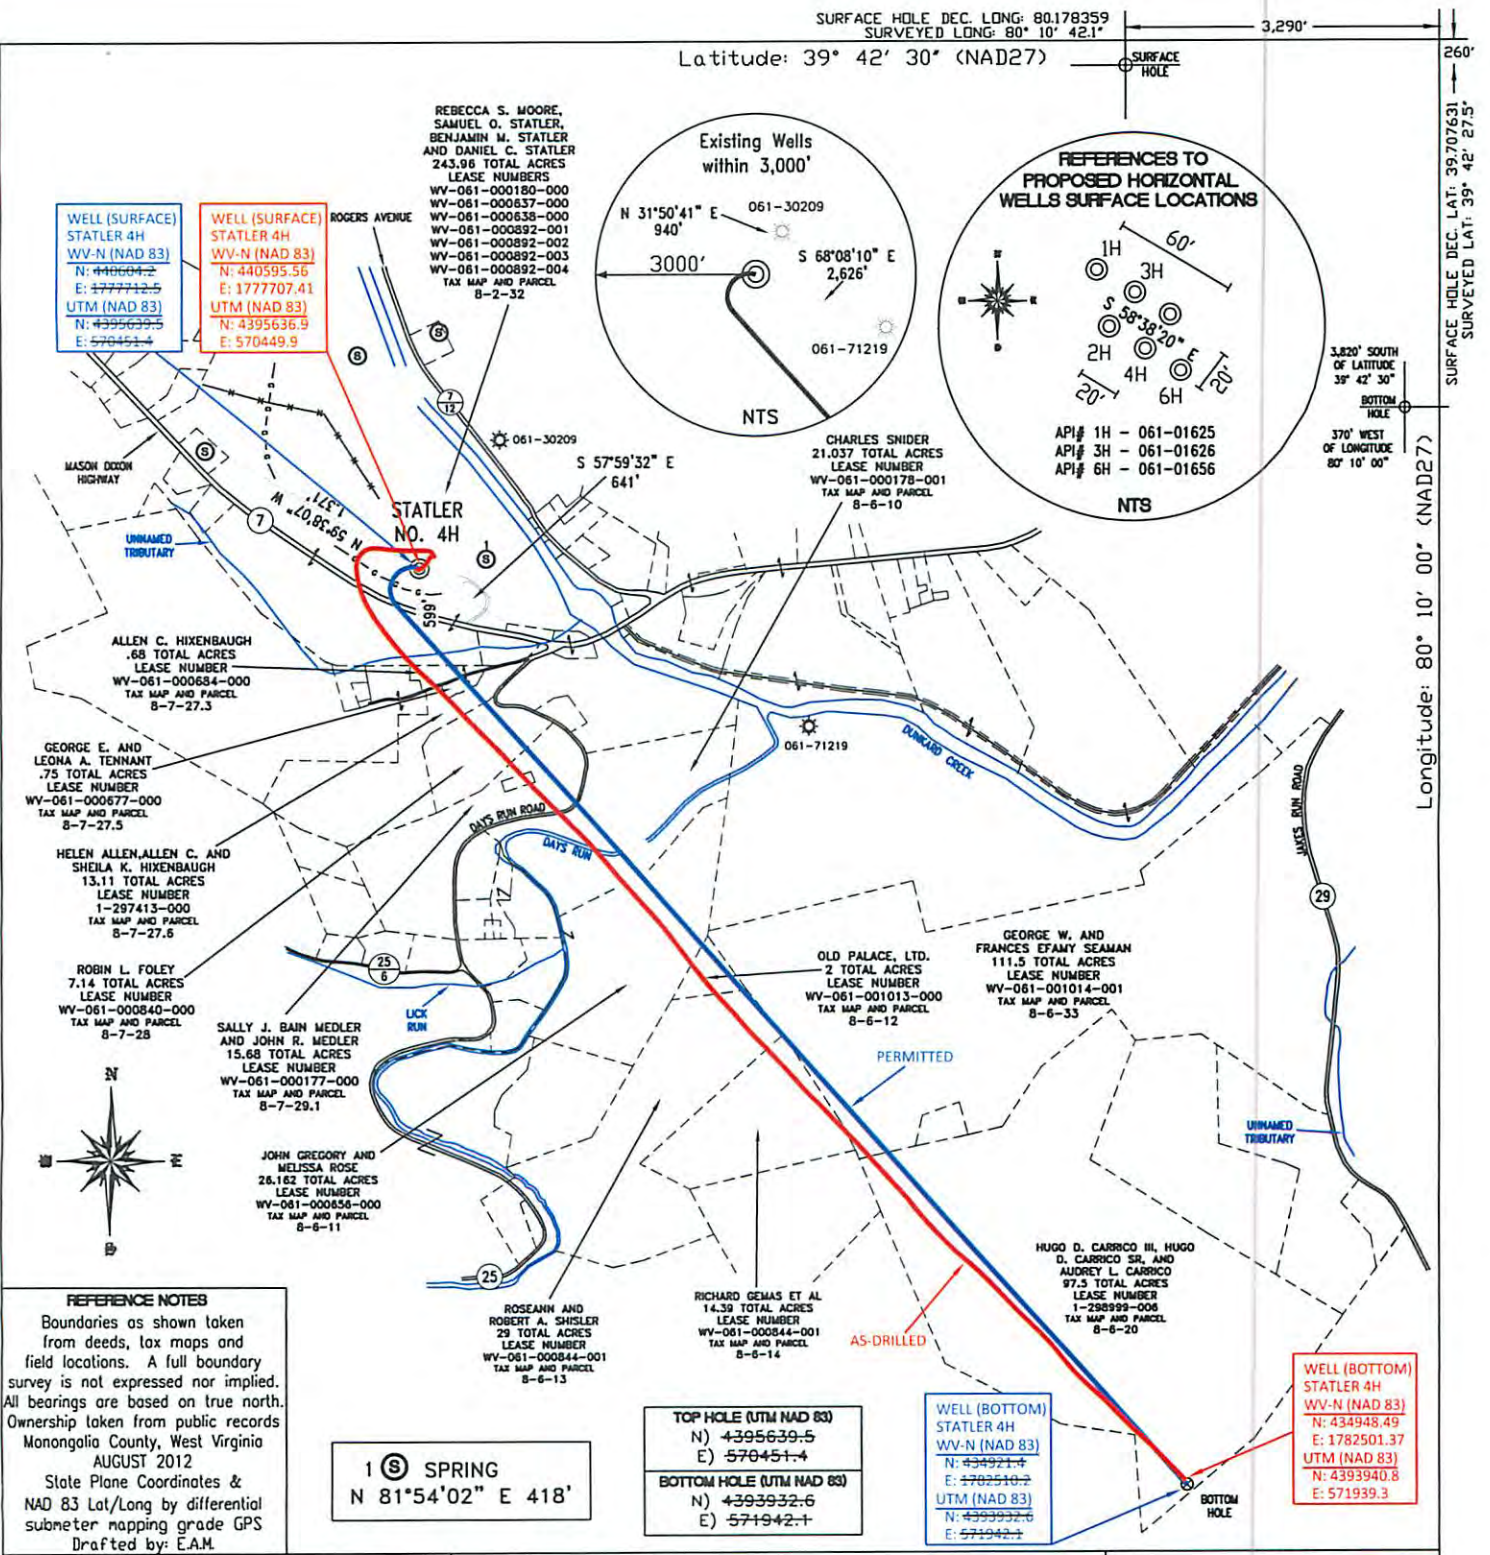 SURFACE HOLE DEC. LONG: 80.178359
SURVEYED LONG: 80° 10' 42.1"
3,290'
260'
Latitude: 39° 42' 30" (NAD27)
SURFACE
HOLE
SURFACE HOLE DEC. LAT: 39.707631
SURVEYED LAT: 39° 42' 27.5"
REBECCA S. MOORE,
SAMUEL O. STATLER,
BENJAMIN M. STATLER
AND DANIEL C. STATLER
243.96 TOTAL ACRES
LEASE NUMBERS
WV-061-000180-000
WV-061-000637-000
WV-061-000638-000
WV-061-000892-001
WV-061-000892-002
WV-061-000892-003
WV-061-000892-004
TAX MAP AND PARCEL
8-2-32
Existing Wells
within 3,000'
N 31°50'41" E
940'
061-30209
3000'
S 68°08'10" E
2,626'
061-71219
NTS
REFERENCES TO
PROPOSED HORIZONTAL
WELLS SURFACE LOCATIONS
60'
1H
3H
S 58°38'20" E
2H
4H
6H
20'
20'
API# 1H - 061-01625
API# 3H - 061-01626
API# 6H - 061-01656
NTS
3,820' SOUTH
OF LATITUDE
39° 42' 30"
BOTTOM
HOLE
370' WEST
OF LONGITUDE
80° 10' 00"
Longitude: 80° 10' 00" (NAD27)
WELL (SURFACE)
STATLER 4H
WV-N (NAD 83)
N: 440604.2
E: 1777712.5
UTM (NAD 83)
N: 4395639.5
E: 570451.4
WELL (SURFACE)
STATLER 4H
WV-N (NAD 83)
N: 440595.56
E: 1777707.41
UTM (NAD 83)
N: 4395636.9
E: 570449.9
ROGERS AVENUE
S
S
S
7
12
061-30209
MASON DIXON
HIGHWAY
S 57°59'32" E
641'
CHARLES SNIDER
21.037 TOTAL ACRES
LEASE NUMBER
WV-061-000178-001
TAX MAP AND PARCEL
8-6-10
N 59°38'07" W
1,371'
STATLER
NO. 4H
1
S
7
UNNAMED
TRIBUTARY
599'
ALLEN C. HIXENBAUGH
.68 TOTAL ACRES
LEASE NUMBER
WV-061-000684-000
TAX MAP AND PARCEL
8-7-27.3
GEORGE E. AND
LEONA A. TENNANT
.75 TOTAL ACRES
LEASE NUMBER
WV-061-000677-000
TAX MAP AND PARCEL
8-7-27.5
061-71219
DUNKARD CREEK
JAKES RUN ROAD
29
DAYS RUN ROAD
DAYS RUN
HELEN ALLEN,ALLEN C. AND
SHEILA K. HIXENBAUGH
13.11 TOTAL ACRES
LEASE NUMBER
1-297413-000
TAX MAP AND PARCEL
8-7-27.6
ROBIN L. FOLEY
7.14 TOTAL ACRES
LEASE NUMBER
WV-061-000840-000
TAX MAP AND PARCEL
8-7-28
25
6
LICK
RUN
SALLY J. BAIN MEDLER
AND JOHN R. MEDLER
15.68 TOTAL ACRES
LEASE NUMBER
WV-061-000177-000
TAX MAP AND PARCEL
8-7-29.1
OLD PALACE, LTD.
2 TOTAL ACRES
LEASE NUMBER
WV-061-001013-000
TAX MAP AND PARCEL
8-6-12
GEORGE W. AND
FRANCES EFAMY SEAMAN
111.5 TOTAL ACRES
LEASE NUMBER
WV-061-001014-001
TAX MAP AND PARCEL
8-6-33
PERMITTED
UNNAMED
TRIBUTARY
N
JOHN GREGORY AND
MELISSA ROSE
26.162 TOTAL ACRES
LEASE NUMBER
WV-061-000656-000
TAX MAP AND PARCEL
8-6-11
25
ROSEANN AND
ROBERT A. SHISLER
29 TOTAL ACRES
LEASE NUMBER
WV-061-000844-001
TAX MAP AND PARCEL
8-6-13
RICHARD GEMAS ET AL
14.39 TOTAL ACRES
LEASE NUMBER
WV-061-000844-001
TAX MAP AND PARCEL
8-6-14
AS-DRILLED
HUGO D. CARRICO III, HUGO
D. CARRICO SR, AND
AUDREY L. CARRICO
97.5 TOTAL ACRES
LEASE NUMBER
1-298999-006
TAX MAP AND PARCEL
8-6-20
REFERENCE NOTES
Boundaries as shown taken
from deeds, tax maps and
field locations. A full boundary
survey is not expressed nor implied.
All bearings are based on true north.
Ownership taken from public records
Monongalia County, West Virginia
AUGUST 2012
State Plane Coordinates &
NAD 83 Lat/Long by differential
submeter mapping grade GPS
Drafted by: E.A.M.
1 S SPRING
N 81°54'02" E 418'
TOP HOLE (UTM NAD 83)
N) 4395639.5
E) 570451.4
BOTTOM HOLE (UTM NAD 83)
N) 4393932.6
E) 571942.1
WELL (BOTTOM)
STATLER 4H
WV-N (NAD 83)
N: 434921.4
E: 1782510.2
UTM (NAD 83)
N: 4393932.6
E: 571942.1
WELL (BOTTOM)
STATLER 4H
WV-N (NAD 83)
N: 434948.49
E: 1782501.37
UTM (NAD 83)
N: 4393940.8
E: 571939.3
BOTTOM
HOLE